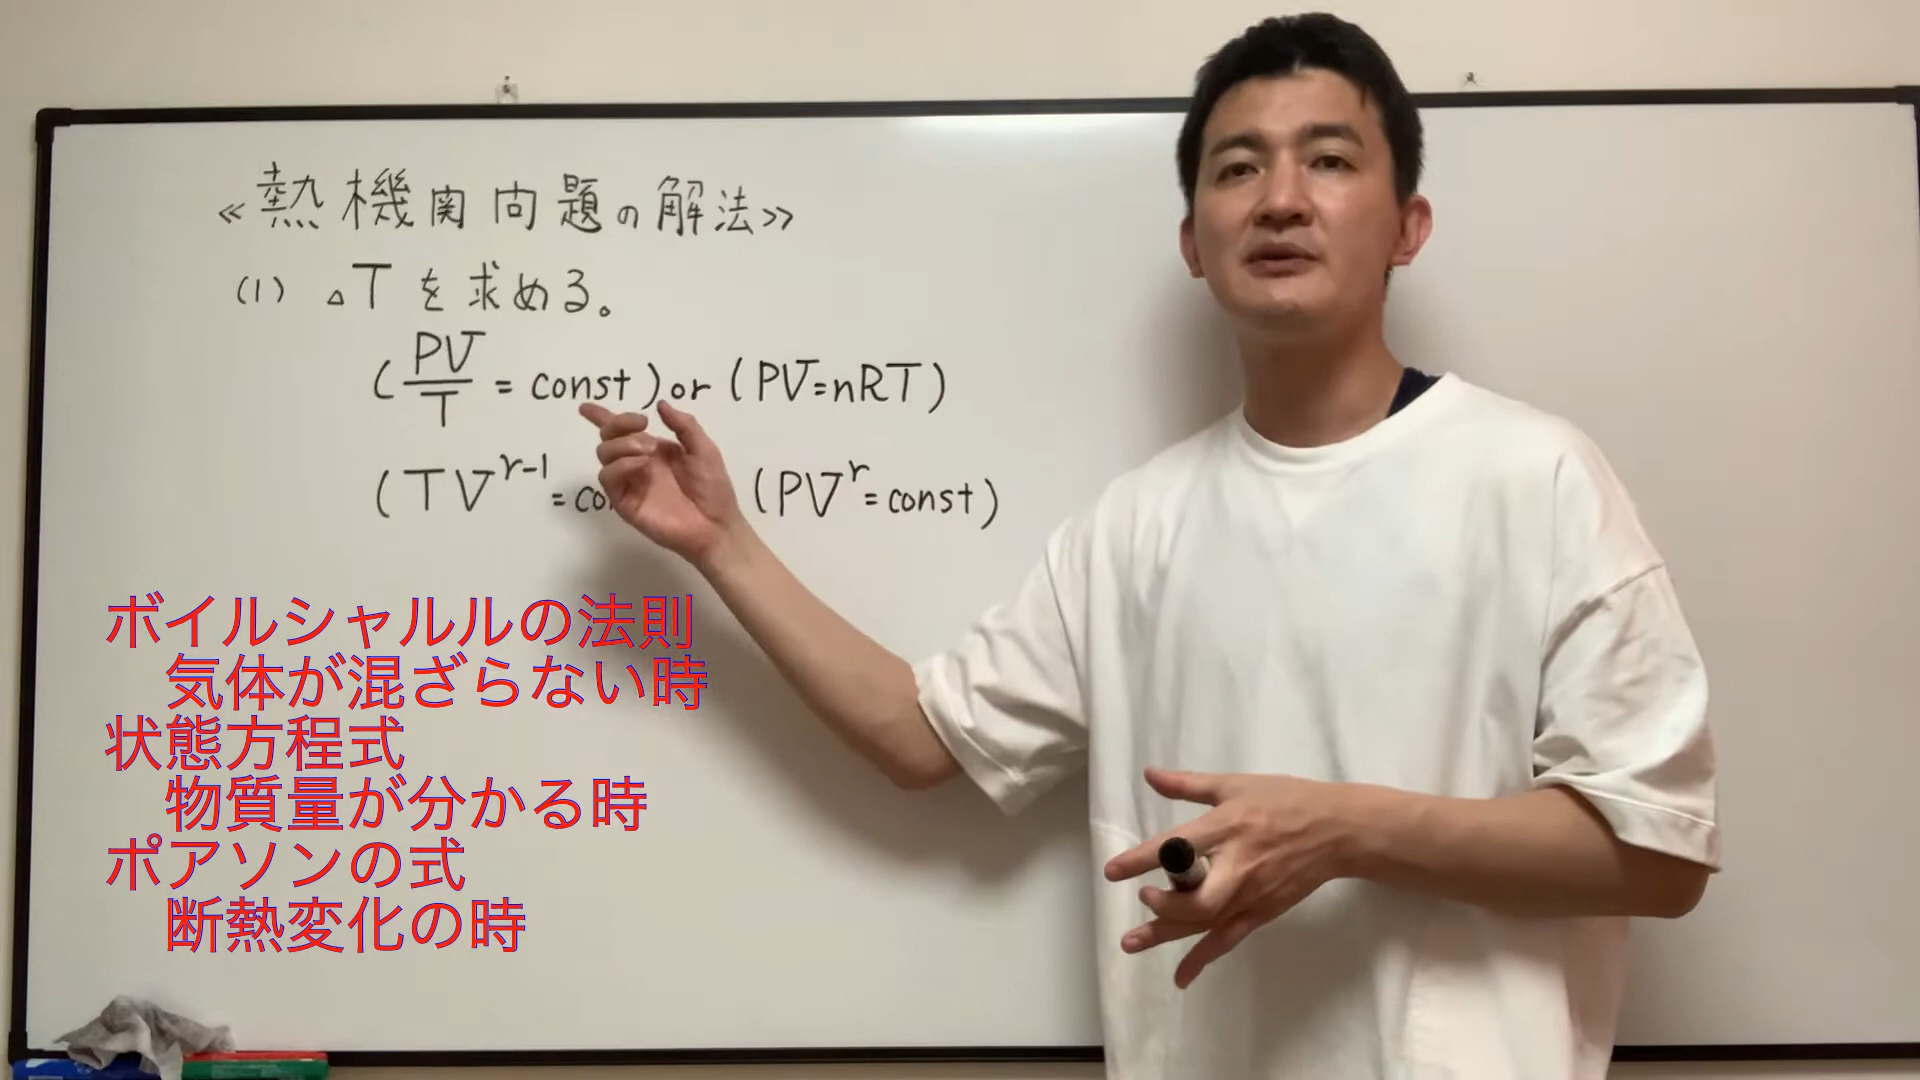 ≪熱機関問題の解法≫
(1) △Tを求める。
(PV/T = const) or (PV=nRT)
(TV^{r-1} = co (PV^r = const)
ボイルシャルルの法則
気体が混ざらない時
状態方程式
物質量が分かる時
ポアソンの式
断熱変化の時